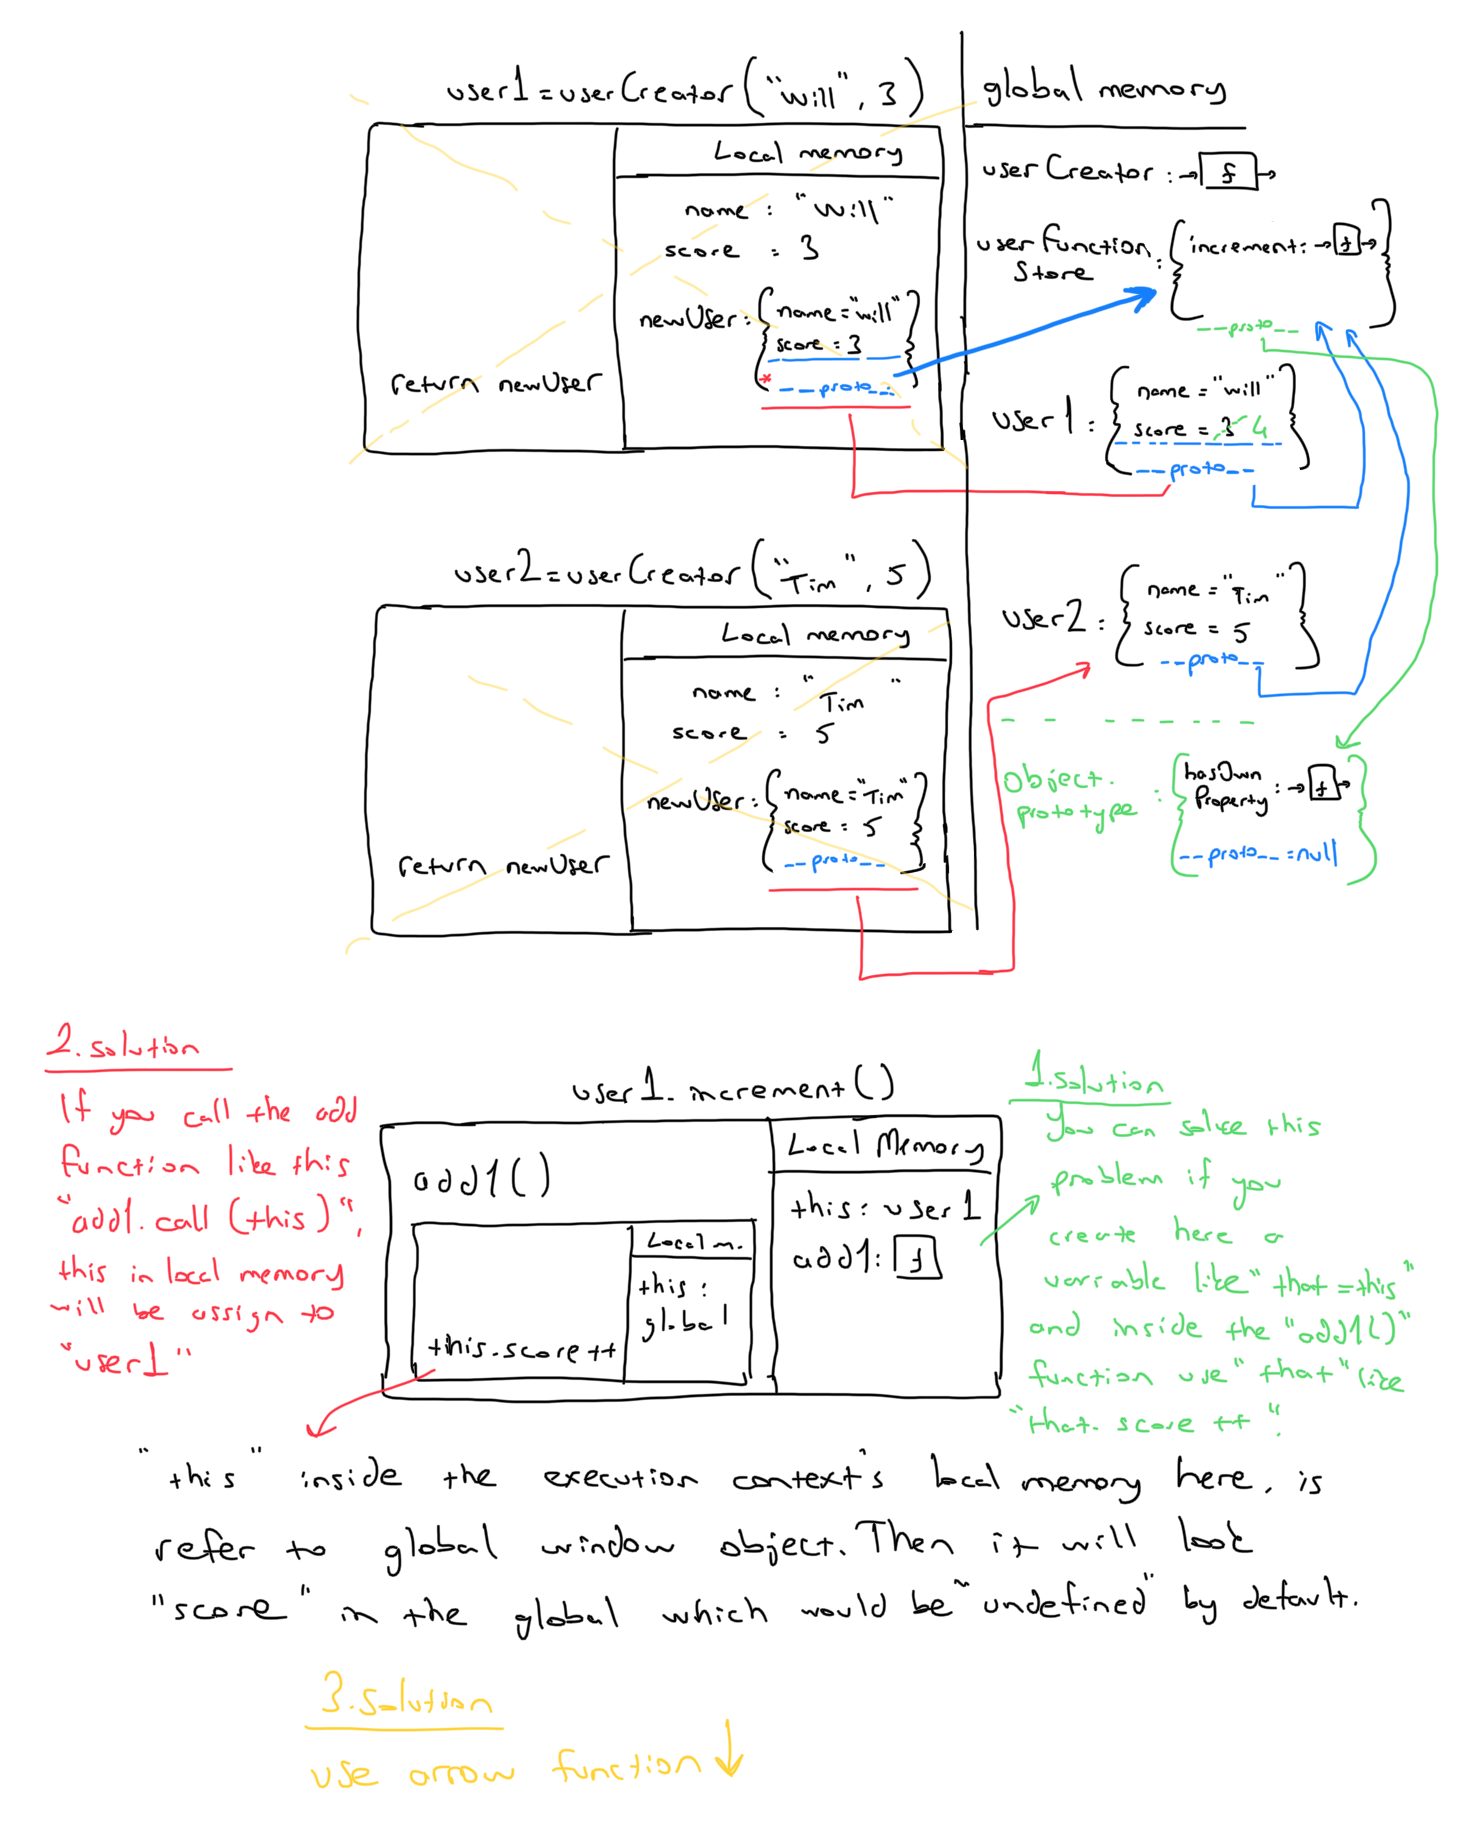 user1 = userCreator("Will", 3)
Local memory
name : "Will"
score : 3
newUser : { name = "Will"
score = 3
* __proto__ : }
return newUser
global memory
userCreator : → f →
userFunction
Store : { increment : → f → }
__proto__
user1 : { name = "Will"
score = 3 4
__proto__ }
user2 = userCreator("Tim", 5)
Local memory
name : "Tim"
score : 5
newUser : { name = "Tim"
score = 5
__proto__ }
return newUser
user2 : { name = "Tim"
score = 5
__proto__ }
Object.
prototype : { hasOwn
Property : → f →
__proto__ = null }
2. solution
If you call the add
function like this
"add1.call (this)",
this in local memory
will be assign to
"user1"
user1.increment()
add1()
Local m.
this :
global
this.score++
Local Memory
this : user1
add1 : f
1. solution
You can solve this
problem if you
create here a
variable like "that = this"
and inside the "add1()"
function use "that" like
"that.score ++".
"this" inside the execution context's local memory here, is
refer to global window object. Then it will look
"score" in the global which would be "undefined" by default.
3. solution
use arrow function ↓